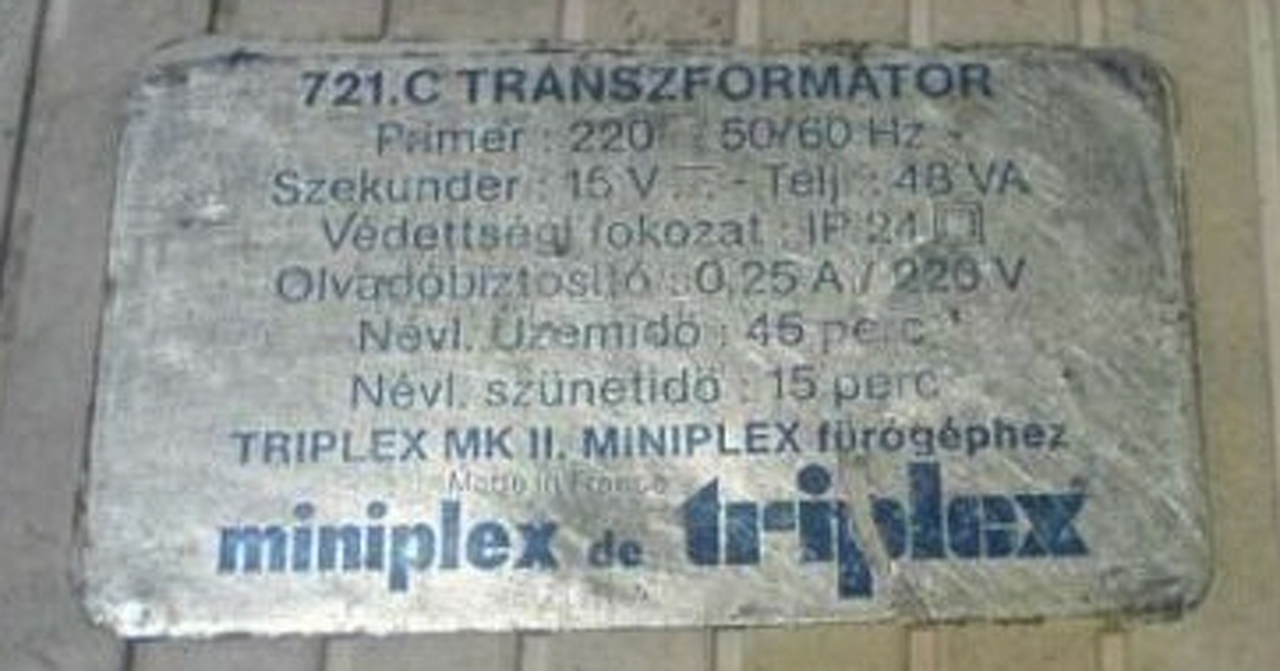 721.C TRANSZFORMÁTOR
Primér : 220 50/60 Hz
Szekunder : 15 V - Telj : 48 VA
Védettségi fokozat : IP 24
Olvadóbiztosító : 0,25 A / 220 V
Névl. Üzemidő : 45 perc
Névl. szünetidő : 15 perc
TRIPLEX MK II. MINIPLEX fúrógéphez
Made in France
miniplex de triplex